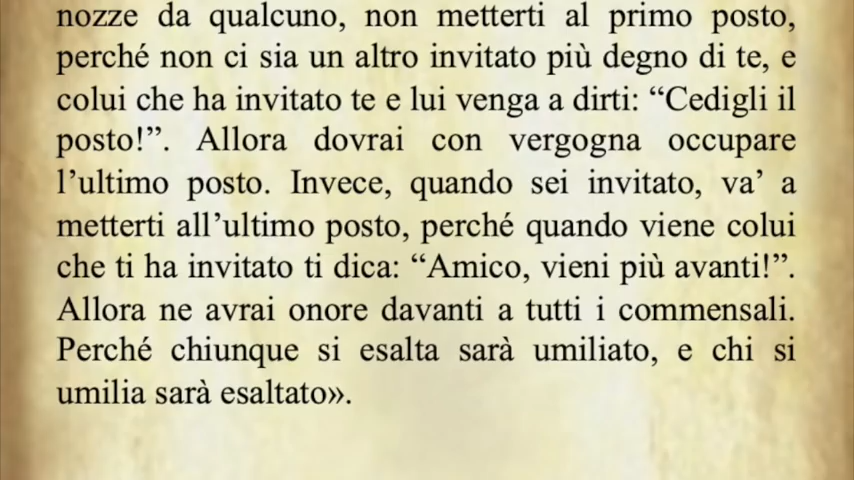 nozze da qualcuno, non metterti al primo posto,
perché non ci sia un altro invitato più degno di te, e
colui che ha invitato te e lui venga a dirti: “Cedigli il
posto!”. Allora dovrai con vergogna occupare
l’ultimo posto. Invece, quando sei invitato, va’ a
metterti all’ultimo posto, perché quando viene colui
che ti ha invitato ti dica: “Amico, vieni più avanti!”.
Allora ne avrai onore davanti a tutti i commensali.
Perché chiunque si esalta sarà umiliato, e chi si
umilia sarà esaltato».